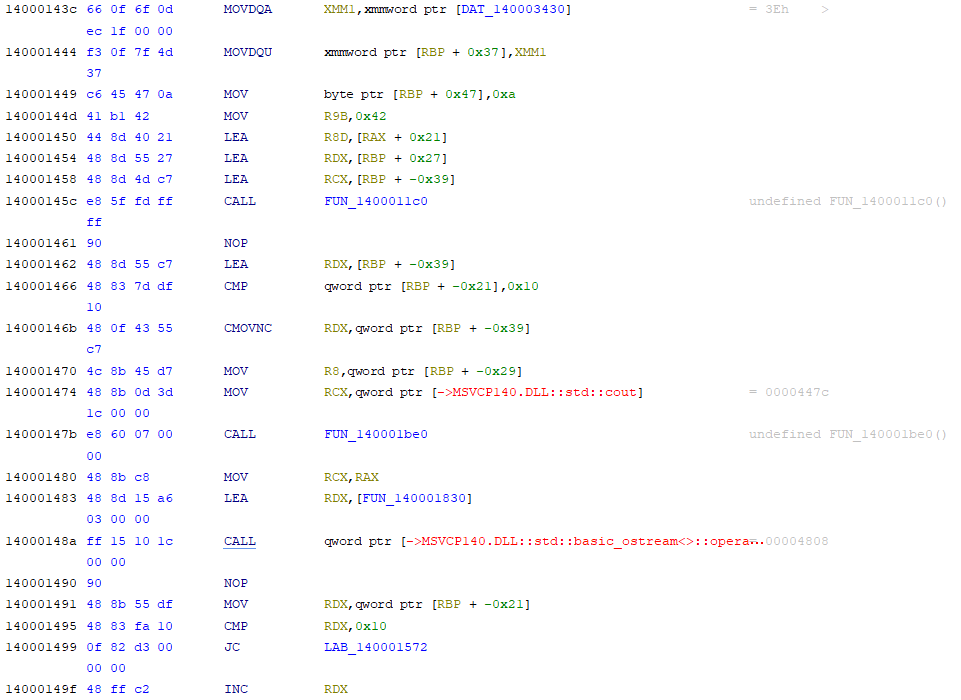 14000143c 66 0f 6f 0d MOVDQA XMM1,xmmword ptr [DAT_140003430] = 3Eh >
ec 1f 00 00
140001444 f3 0f 7f 4d MOVDQU xmmword ptr [RBP + 0x37],XMM1
37
140001449 c6 45 47 0a MOV byte ptr [RBP + 0x47],0xa
14000144d 41 b1 42 MOV R9B,0x42
140001450 44 8d 40 21 LEA R8D,[RAX + 0x21]
140001454 48 8d 55 27 LEA RDX,[RBP + 0x27]
140001458 48 8d 4d c7 LEA RCX,[RBP + -0x39]
14000145c e8 5f fd ff CALL FUN_1400011c0 undefined FUN_1400011c0()
ff
140001461 90 NOP
140001462 48 8d 55 c7 LEA RDX,[RBP + -0x39]
140001466 48 83 7d df CMP qword ptr [RBP + -0x21],0x10
10
14000146b 48 0f 43 55 CMOVNC RDX,qword ptr [RBP + -0x39]
c7
140001470 4c 8b 45 d7 MOV R8,qword ptr [RBP + -0x29]
140001474 48 8b 0d 3d MOV RCX,qword ptr [->MSVCP140.DLL::std::cout] = 0000447c
1c 00 00
14000147b e8 60 07 00 CALL FUN_140001be0 undefined FUN_140001be0()
00
140001480 48 8b c8 MOV RCX,RAX
140001483 48 8d 15 a6 LEA RDX,[FUN_140001830]
03 00 00
14000148a ff 15 10 1c CALL qword ptr [->MSVCP140.DLL::std::basic_ostream<>::opera... = 00004808
00 00
140001490 90 NOP
140001491 48 8b 55 df MOV RDX,qword ptr [RBP + -0x21]
140001495 48 83 fa 10 CMP RDX,0x10
140001499 0f 82 d3 00 JC LAB_140001572
00 00
14000149f 48 ff c2 INC RDX